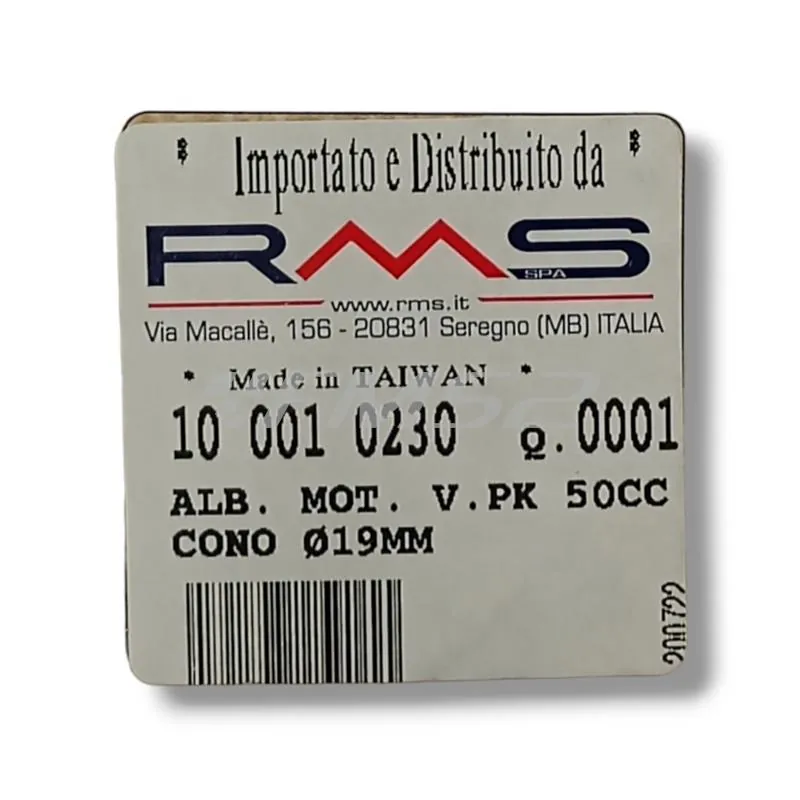 * Importato e Distribuito da *
RMS
SPA
www.rms.it
Via Macallè, 156 - 20831 Seregno (MB) ITALIA
* Made in TAIWAN *
10 001 0230 Q.0001
ALB. MOT. V.PK 50CC
CONO Ø19MM
200722